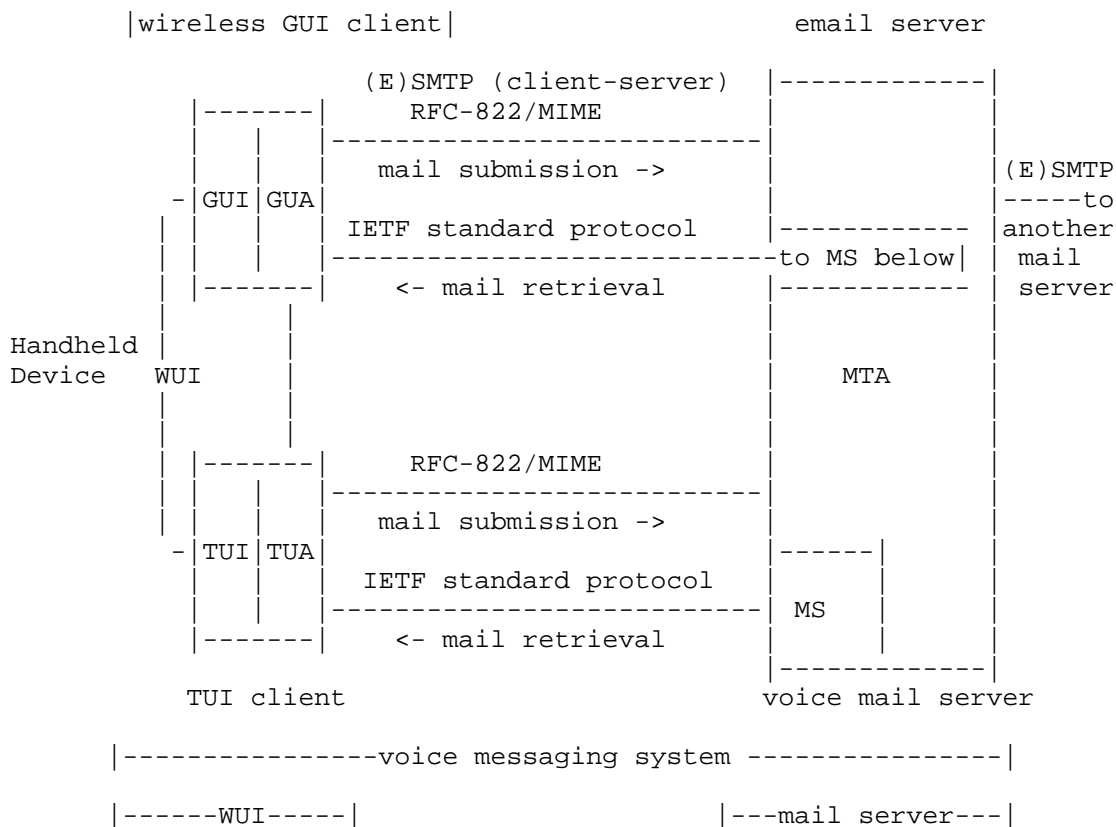 |wireless GUI client|                       email server
(E)SMTP (client-server)  |-------------|
|-------|      RFC-822/MIME           |             |
|   |   |----------------------------|             |
|   |   |   mail submission ->       |             |(E)SMTP
-|GUI|GUA|                            |             |-----to
| |   |   | IETF standard protocol     |------------ |another
| |   |   |-----------------------------to MS below| |  mail
| |-------|    <- mail retrieval       |------------ | server
|       |                              |             |
Handheld |       |                              |             |
Device  WUI      |                              |    MTA      |
|       |                              |             |
|       |                              |             |
| |-------|     RFC-822/MIME           |             |
| |   |   |----------------------------|             |
| |   |   |   mail submission ->       |             |
-|TUI|TUA|                            |------|      |
|   |   |  IETF standard protocol    |      |      |
|   |   |----------------------------| MS   |      |
|-------|    <- mail retrieval       |      |      |
|-------------|
TUI client                           voice mail server
|----------------voice messaging system ----------------|
|------WUI-----|                       |---mail server---|